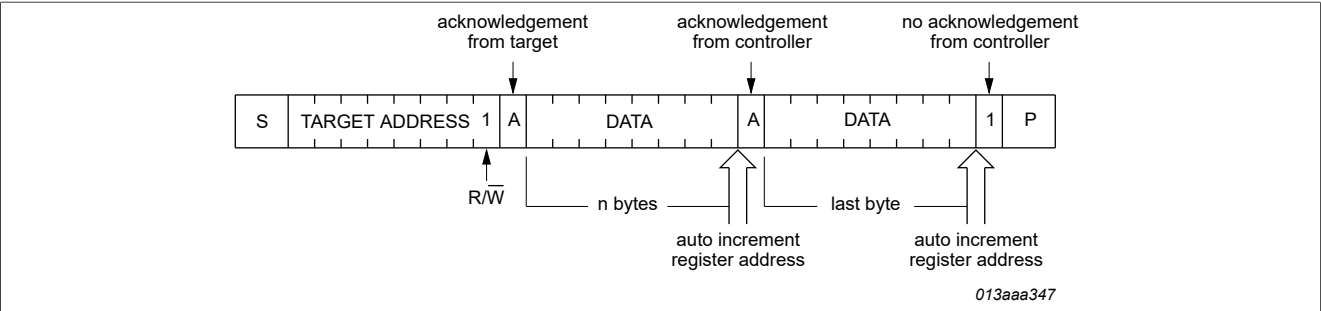 acknowledgement
from target
acknowledgement
from controller
no acknowledgement
from controller
S TARGET ADDRESS 1 A DATA A DATA 1 P
R/W̅
n bytes
last byte
auto increment
register address
auto increment
register address
013aaa347